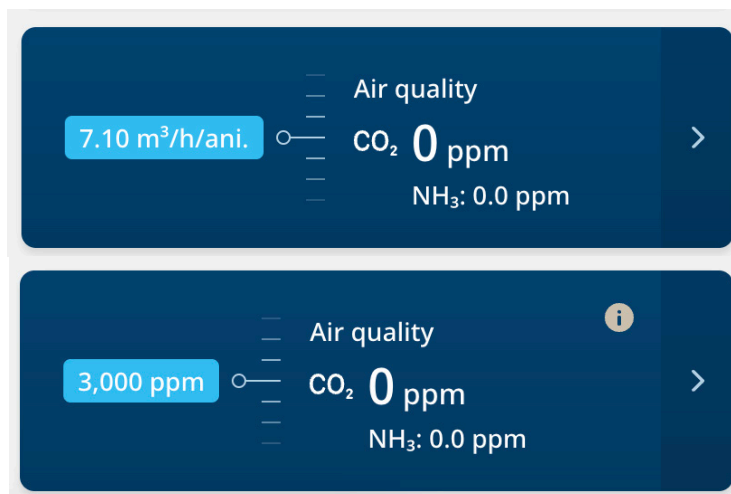 Air quality
7.10 m³/h/ani.
CO₂ 0 ppm
NH₃: 0.0 ppm
i
Air quality
3,000 ppm
CO₂ 0 ppm
NH₃: 0.0 ppm